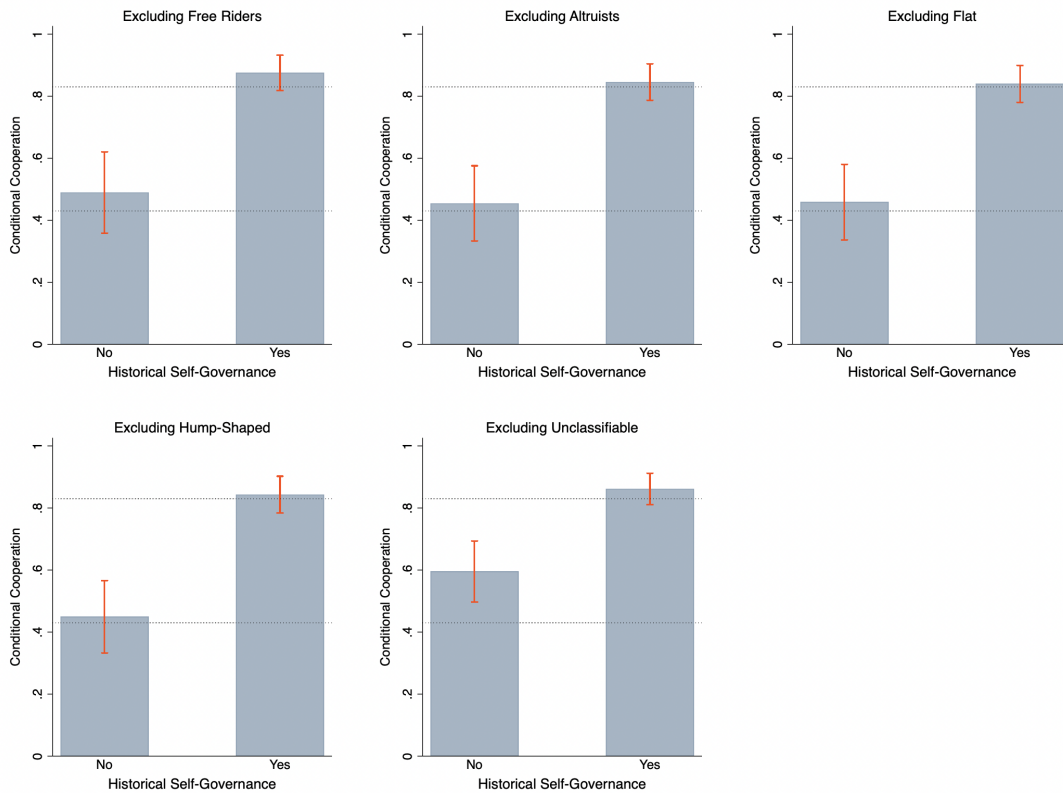 Excluding Free Riders
Conditional Cooperation
1
.8
.6
.4
.2
0
No Yes
Historical Self-Governance
Excluding Altruists
Conditional Cooperation
1
.8
.6
.4
.2
0
No Yes
Historical Self-Governance
Excluding Flat
Conditional Cooperation
1
.8
.6
.4
.2
0
No Yes
Historical Self-Governance
Excluding Hump-Shaped
Conditional Cooperation
1
.8
.6
.4
.2
0
No Yes
Historical Self-Governance
Excluding Unclassifiable
Conditional Cooperation
1
.8
.6
.4
.2
0
No Yes
Historical Self-Governance